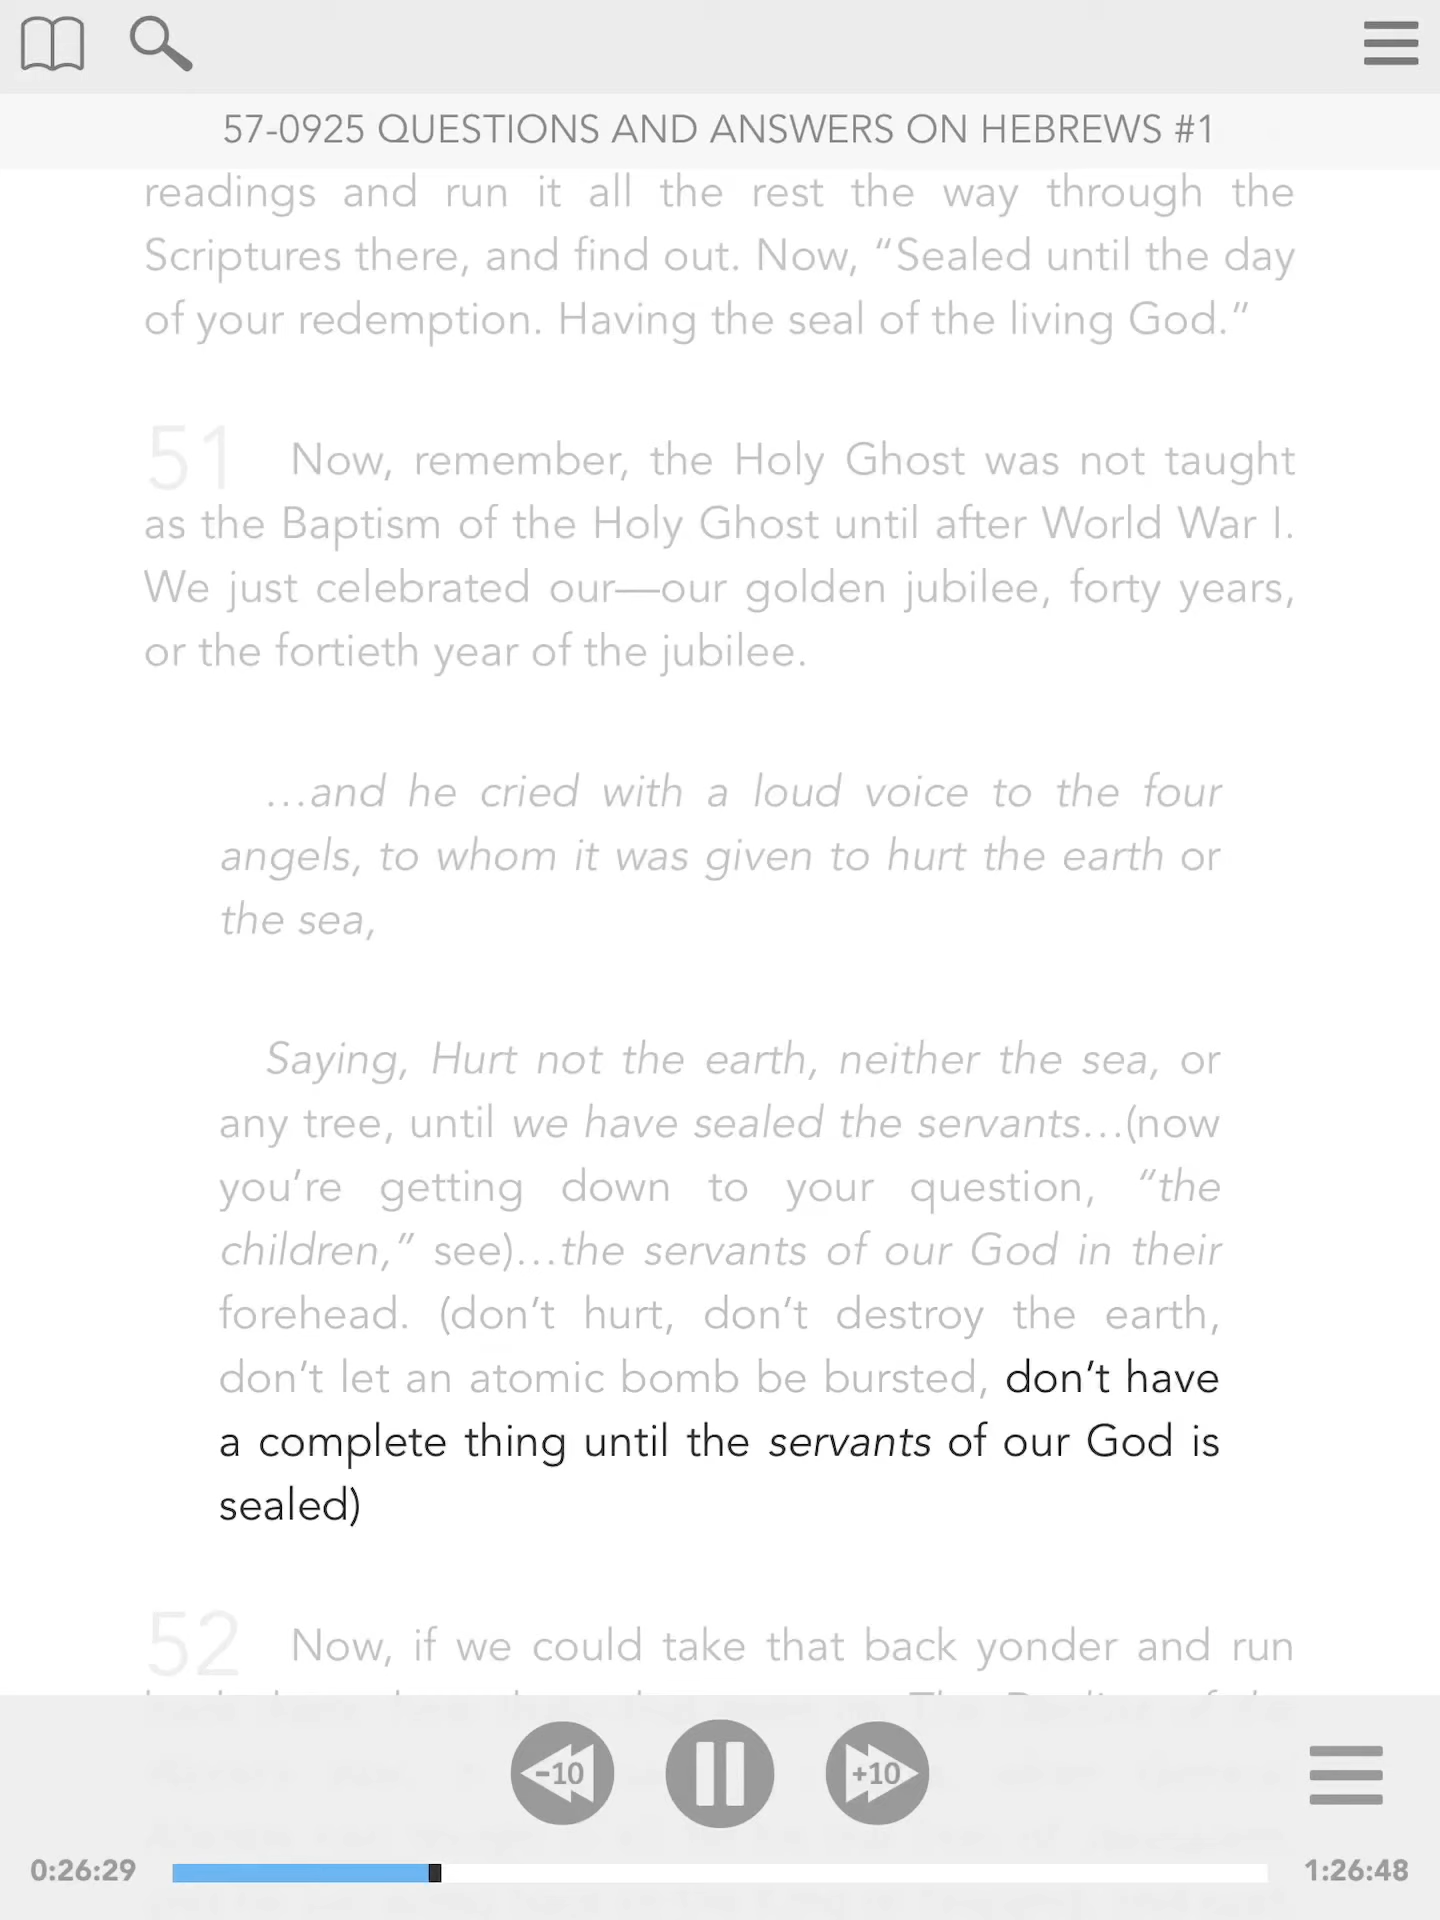 57-0925 QUESTIONS AND ANSWERS ON HEBREWS #1
readings and run it all the rest the way through the
Scriptures there, and find out. Now, “Sealed until the day
of your redemption. Having the seal of the living God.”
51 Now, remember, the Holy Ghost was not taught
as the Baptism of the Holy Ghost until after World War I.
We just celebrated our—our golden jubilee, forty years,
or the fortieth year of the jubilee.
…and he cried with a loud voice to the four
angels, to whom it was given to hurt the earth or
the sea,
Saying, Hurt not the earth, neither the sea, or
any tree, until we have sealed the servants…(now
you’re getting down to your question, “the
children,” see)…the servants of our God in their
forehead. (don’t hurt, don’t destroy the earth,
don’t let an atomic bomb be bursted, don’t have
a complete thing until the servants of our God is
sealed)
52 Now, if we could take that back yonder and run
-10 +10
0:26:29 1:26:48